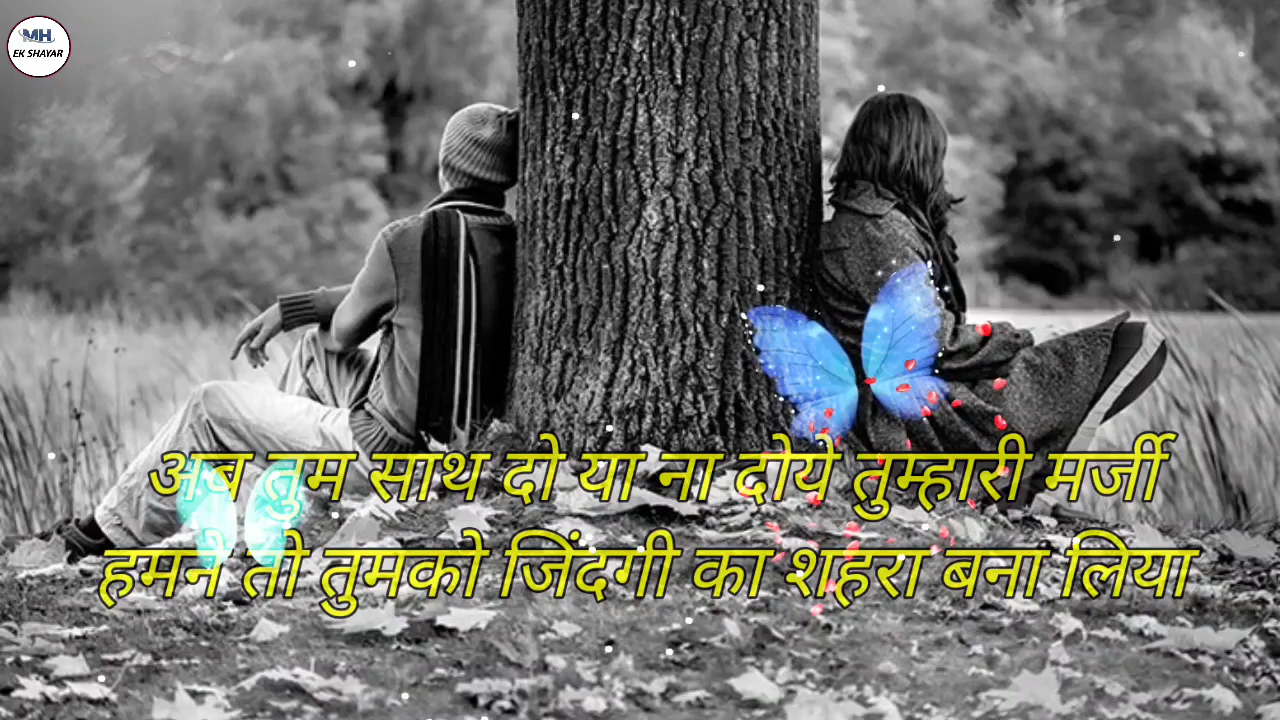 MH
EK SHAYAR
अब तुम साथ दो या ना दोये तुम्हारी मर्जी
हमने तो तुमको जिंदगी का शहरा बना लिया